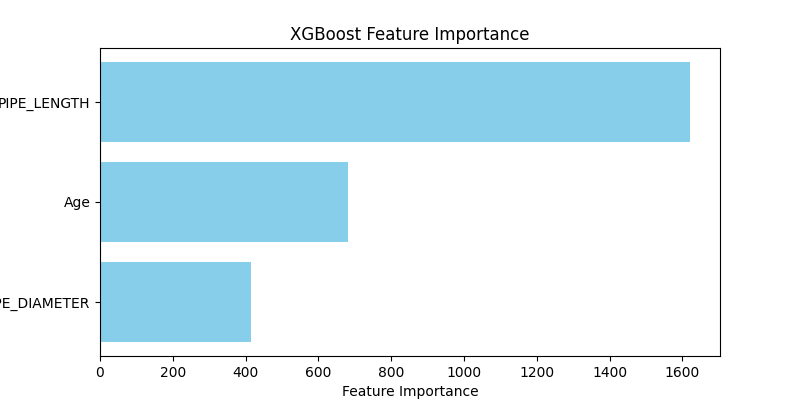 XGBoost Feature Importance
PIPE_LENGTH
Age
PE_DIAMETER
0 200 400 600 800 1000 1200 1400 1600
Feature Importance